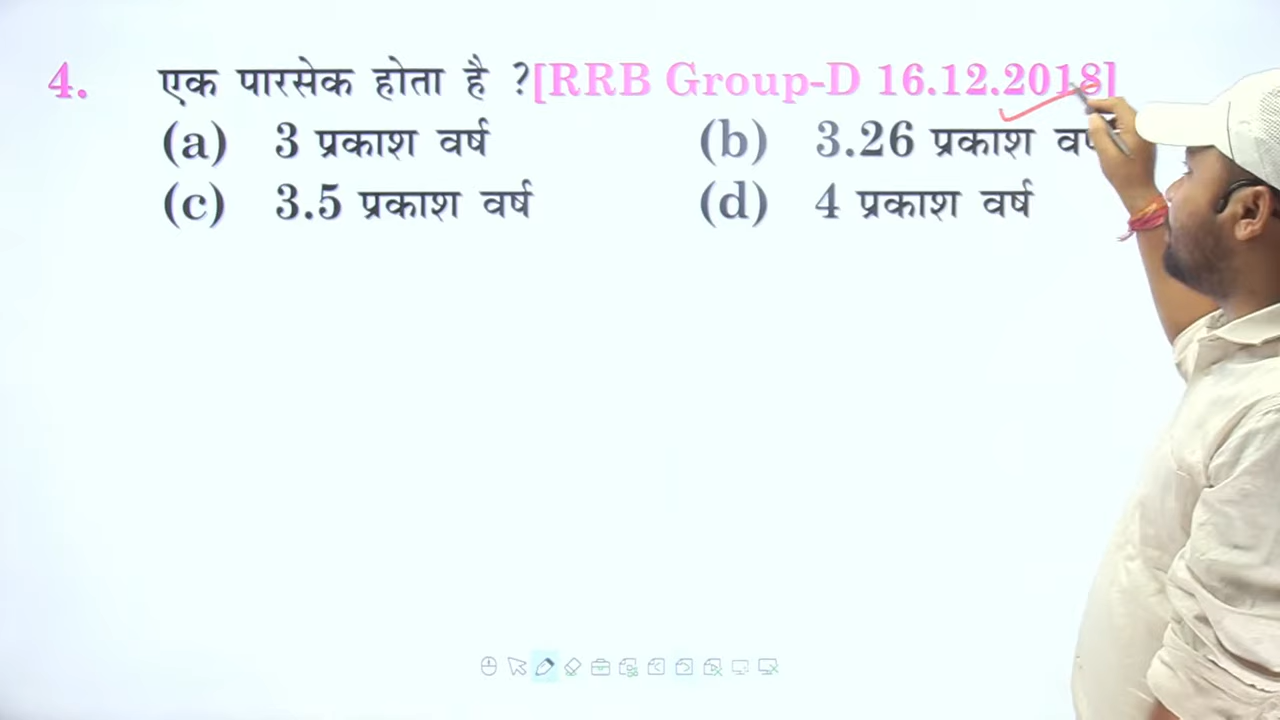 4. एक पारसेक होता है ?[RRB Group-D 16.12.2018]
(a) 3 प्रकाश वर्ष (b) 3.26 प्रकाश
(c) 3.5 प्रकाश वर्ष (d) 4 प्रकाश वर्ष